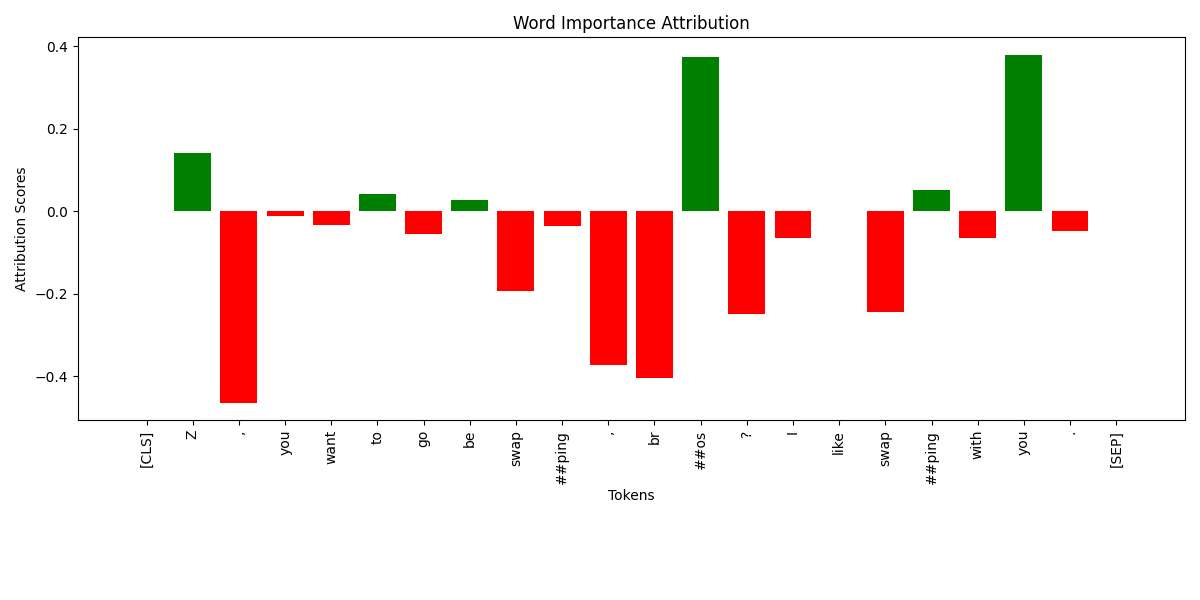 Word Importance Attribution
Attribution Scores
0.4
0.2
0.0
−0.2
−0.4
[CLS]
Z
,
you
want
to
go
be
swap
##ping
,
br
##os
?
I
like
swap
##ping
with
you
.
[SEP]
Tokens